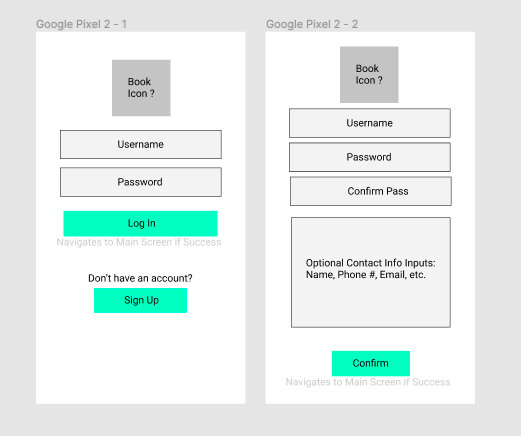 Google Pixel 2 - 1
Book
Icon ?
Username
Password
Log In
Navigates to Main Screen if Success
Don't have an account?
Sign Up
Google Pixel 2 - 2
Book
Icon ?
Username
Password
Confirm Pass
Optional Contact Info Inputs:
Name, Phone #, Email, etc.
Confirm
Navigates to Main Screen if Success